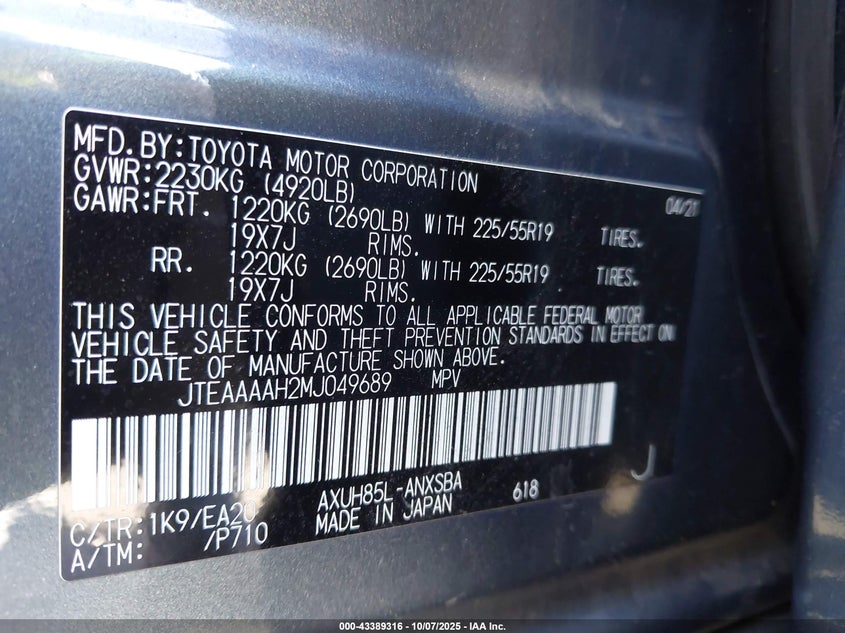 MFD.BY:TOYOTA MOTOR CORPORATION 04/21
GVWR:2230KG (4920LB)
GAWR:FRT. 1220KG (2690LB) WITH 225/55R19 TIRES.
19X7J RIMS.
RR. 1220KG (2690LB) WITH 225/55R19 TIRES.
19X7J RIMS.
THIS VEHICLE CONFORMS TO ALL APPLICABLE FEDERAL MOTOR
VEHICLE SAFETY AND THEFT PREVENTION STANDARDS IN EFFECT ON
THE DATE OF MANUFACTURE SHOWN ABOVE.
JTEAAAAH2MJ049689 MPV
J
C/TR:1K9/EA20 AXUH85L-ANXSBA 618
A/TM: /P710 MADE IN JAPAN
000-43389316 - 10/07/2025 - IAA Inc.